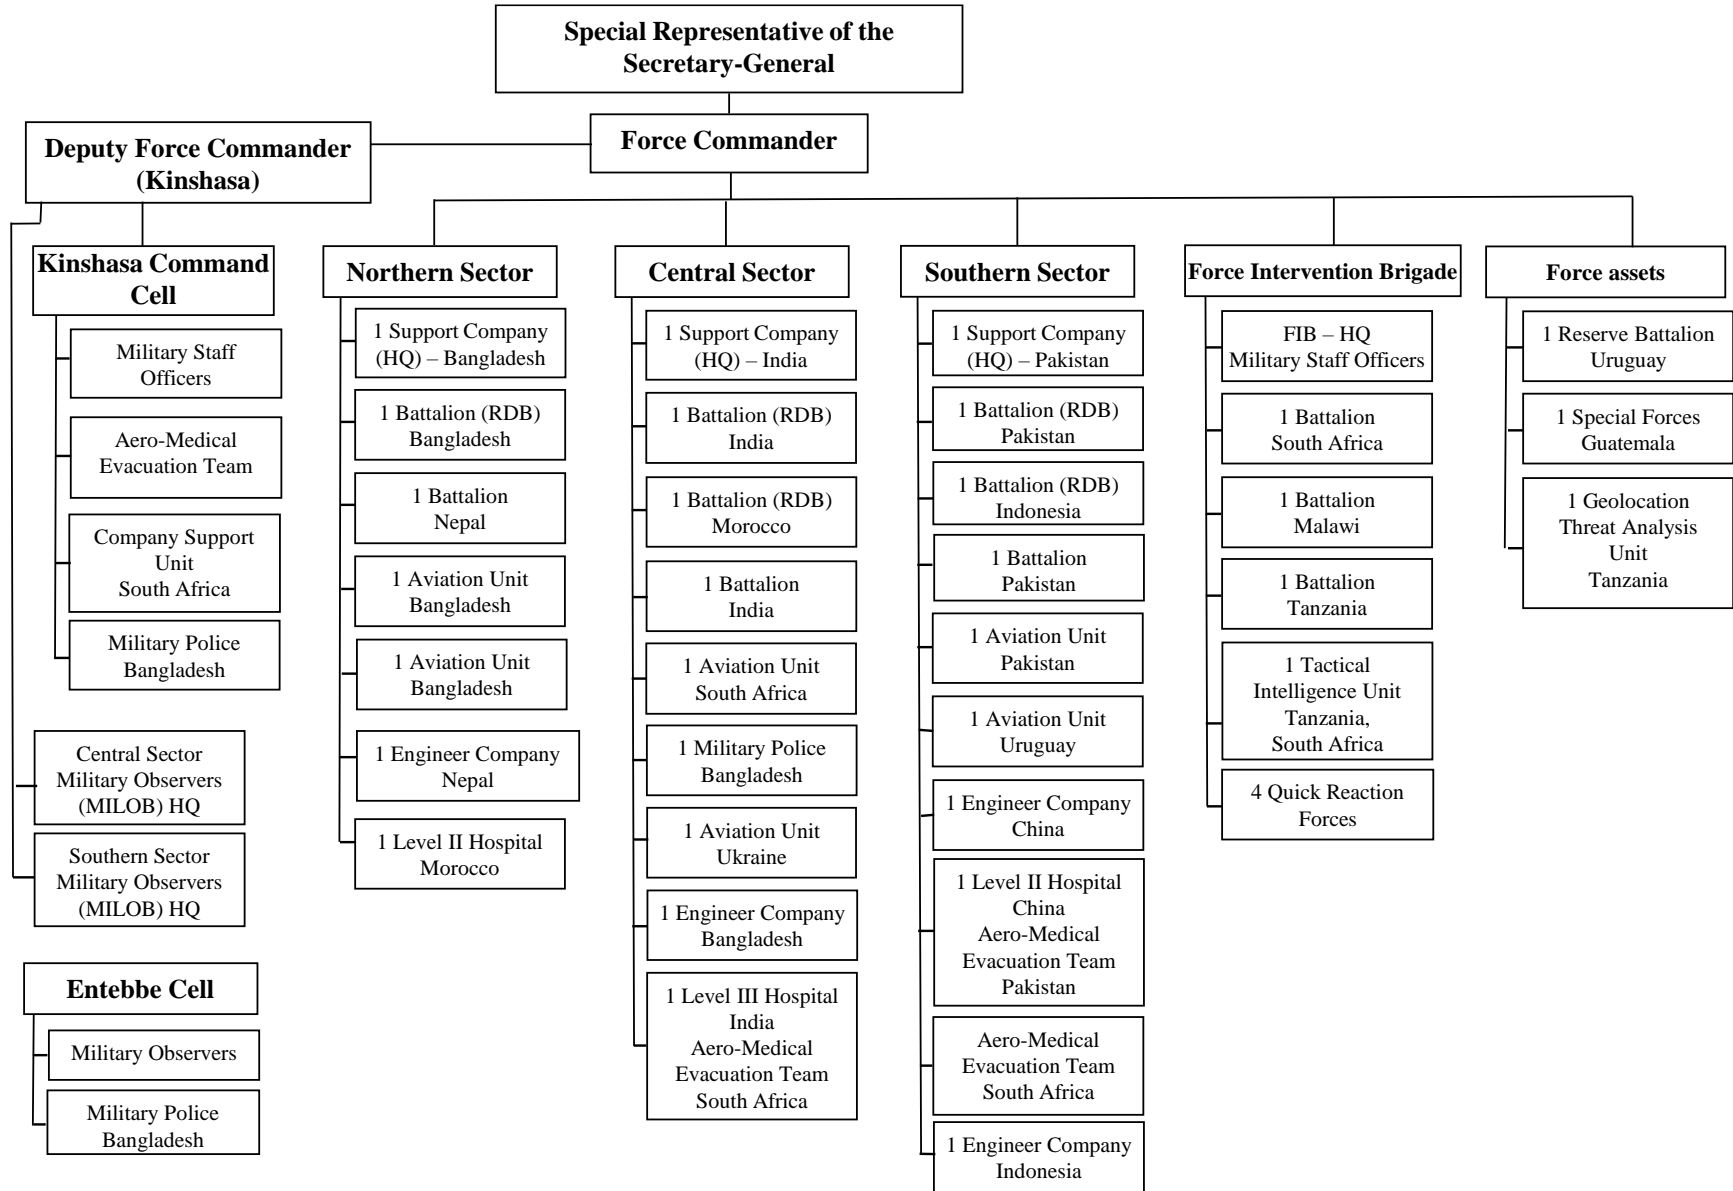 Special Representative of the
Secretary-General
Force Commander
Deputy Force Commander
(Kinshasa)
Kinshasa Command
Cell
Military Staff
Officers
Aero-Medical
Evacuation Team
Company Support
Unit
South Africa
Military Police
Bangladesh
Central Sector
Military Observers
(MILOB) HQ
Southern Sector
Military Observers
(MILOB) HQ
Entebbe Cell
Military Observers
Military Police
Bangladesh
Northern Sector
1 Support Company
(HQ) – Bangladesh
1 Battalion (RDB)
Bangladesh
1 Battalion
Nepal
1 Aviation Unit
Bangladesh
1 Aviation Unit
Bangladesh
1 Engineer Company
Nepal
1 Level II Hospital
Morocco
Central Sector
1 Support Company
(HQ) – India
1 Battalion (RDB)
India
1 Battalion (RDB)
Morocco
1 Battalion
India
1 Aviation Unit
South Africa
1 Military Police
Bangladesh
1 Aviation Unit
Ukraine
1 Engineer Company
Bangladesh
1 Level III Hospital
India
Aero-Medical
Evacuation Team
South Africa
Southern Sector
1 Support Company
(HQ) – Pakistan
1 Battalion (RDB)
Pakistan
1 Battalion (RDB)
Indonesia
1 Battalion
Pakistan
1 Aviation Unit
Pakistan
1 Aviation Unit
Uruguay
1 Engineer Company
China
1 Level II Hospital
China
Aero-Medical
Evacuation Team
Pakistan
Aero-Medical
Evacuation Team
South Africa
1 Engineer Company
Indonesia
Force Intervention Brigade
FIB – HQ
Military Staff Officers
1 Battalion
South Africa
1 Battalion
Malawi
1 Battalion
Tanzania
1 Tactical
Intelligence Unit
Tanzania,
South Africa
4 Quick Reaction
Forces
Force assets
1 Reserve Battalion
Uruguay
1 Special Forces
Guatemala
1 Geolocation
Threat Analysis
Unit
Tanzania